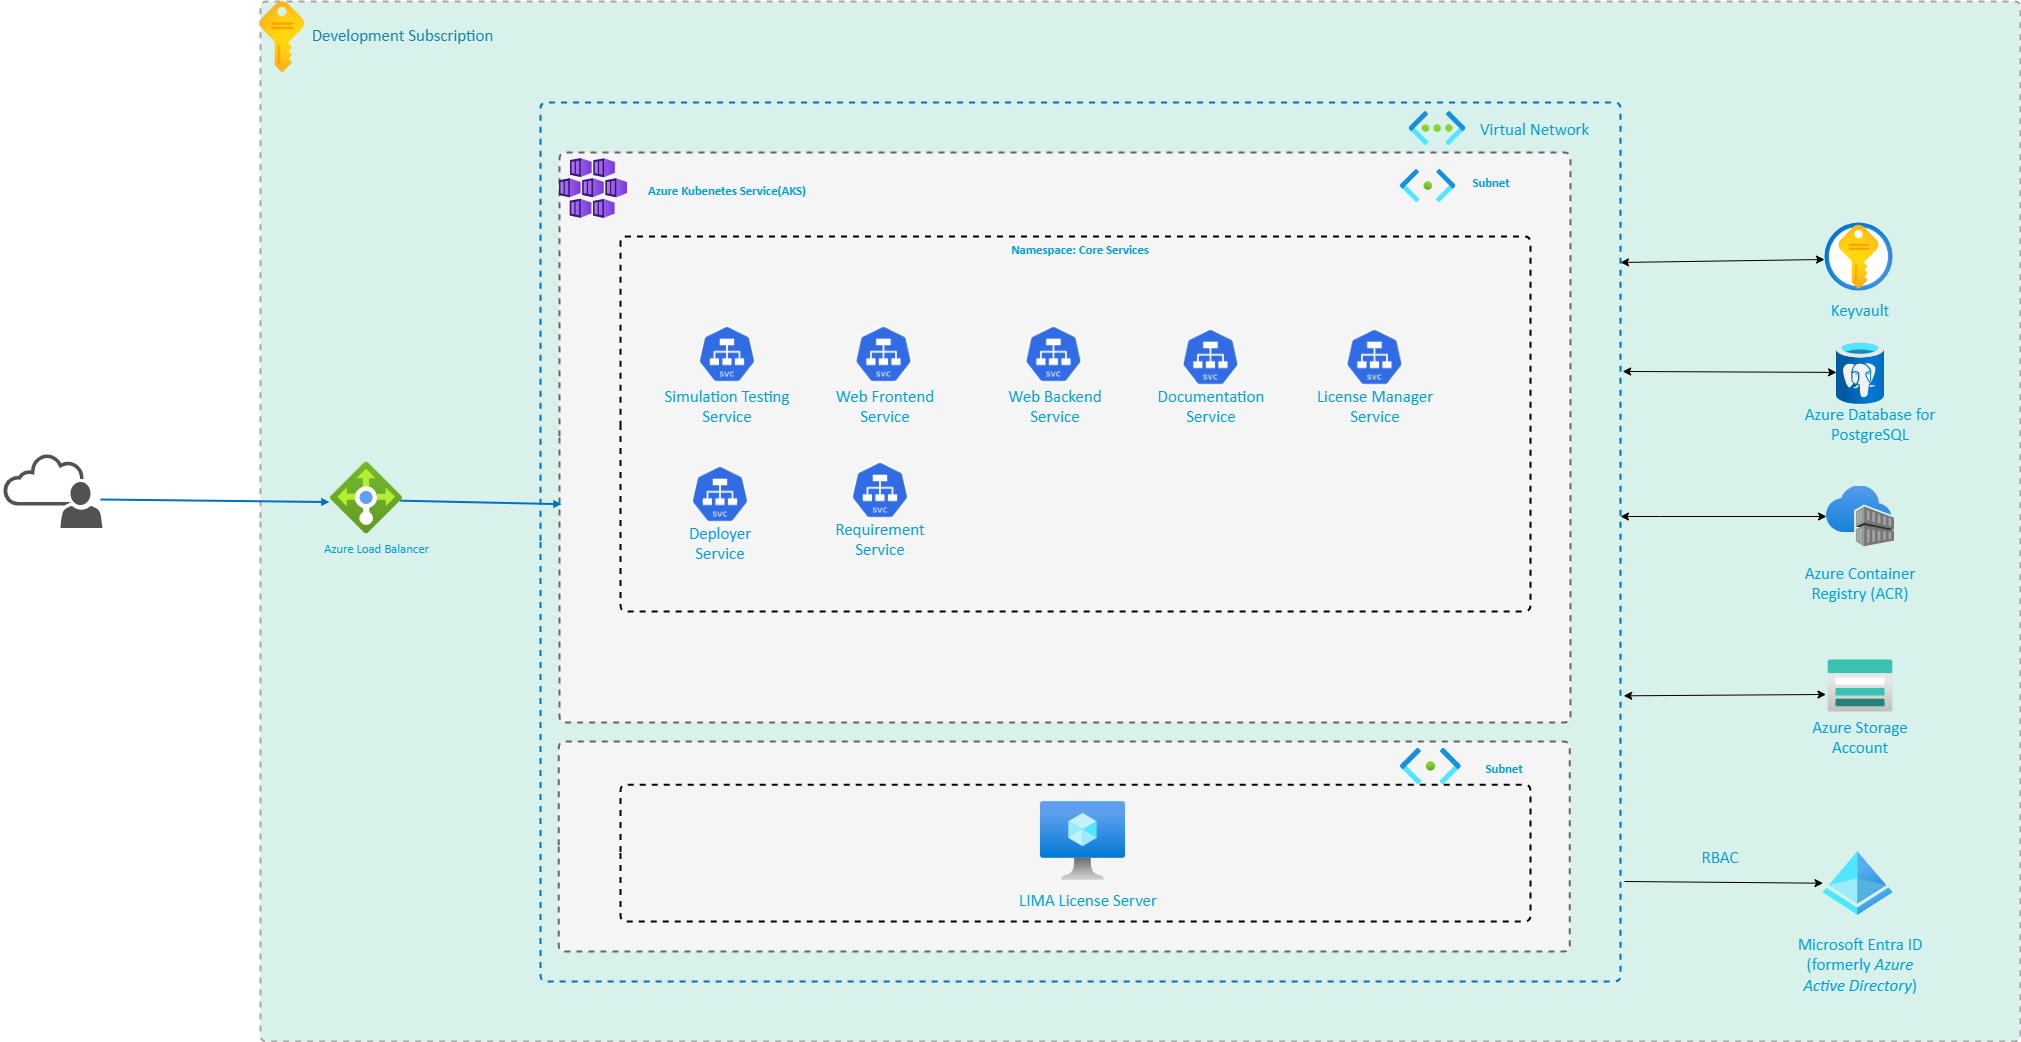 Development Subscription
Virtual Network
Azure Kubenetes Service(AKS)
Subnet
Namespace: Core Services
svc
svc
svc
svc
svc
Simulation Testing
Service
Web Frontend
Service
Web Backend
Service
Documentation
Service
License Manager
Service
svc
svc
Deployer
Service
Requirement
Service
Azure Load Balancer
Subnet
LIMA License Server
Keyvault
Azure Database for
PostgreSQL
Azure Container
Registry (ACR)
Azure Storage
Account
RBAC
Microsoft Entra ID
(formerly Azure
Active Directory)